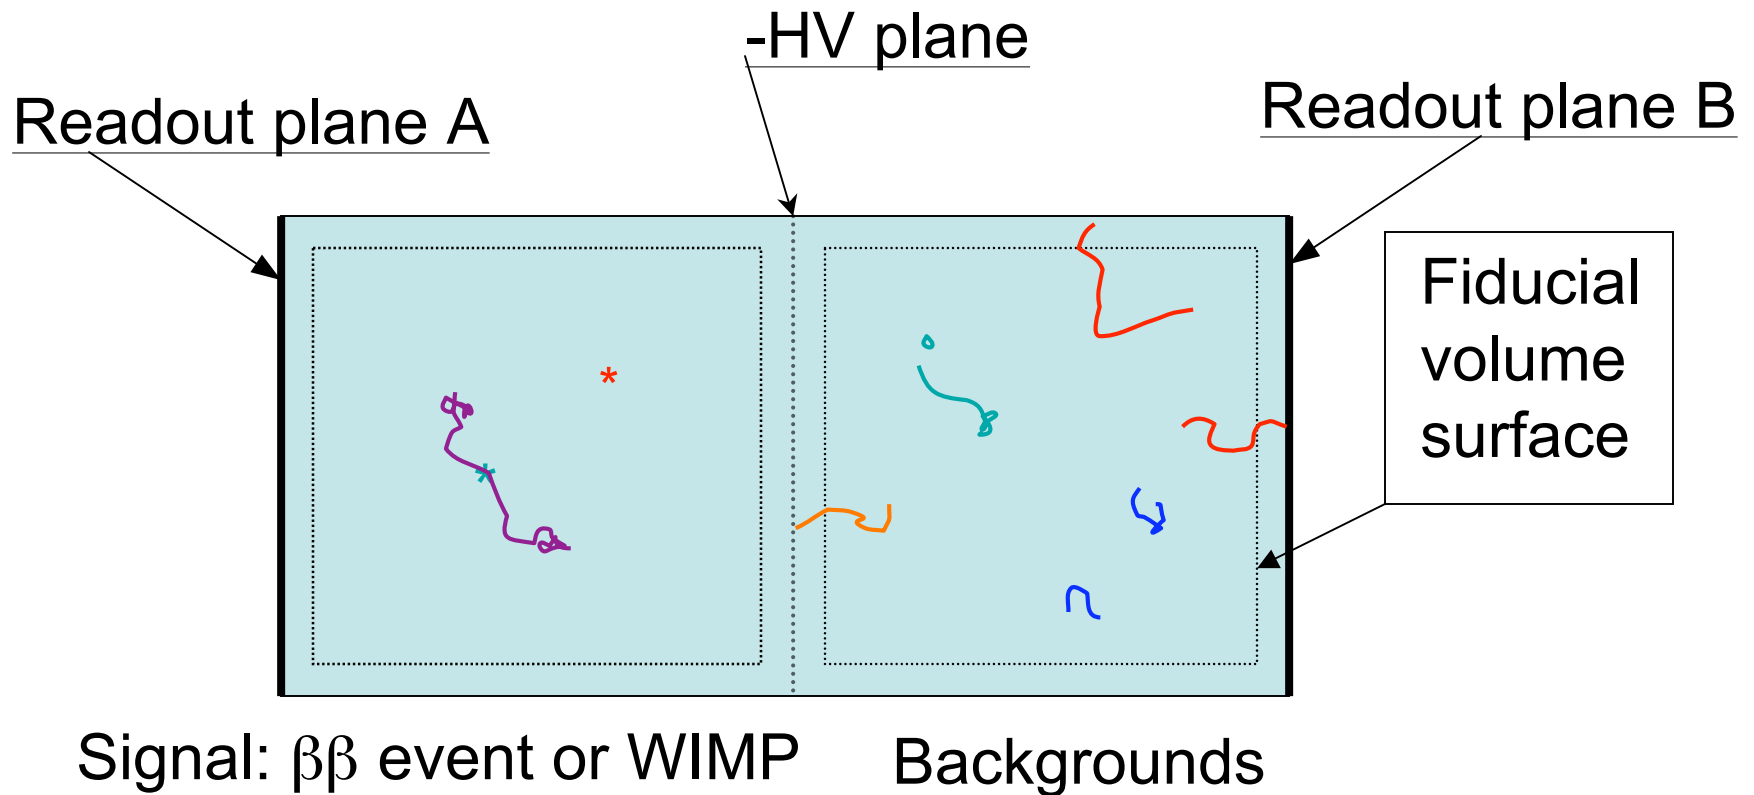 -HV plane
Readout plane A
Readout plane B
Fiducial
volume
surface
*
*
Signal: ββ event or WIMP
Backgrounds